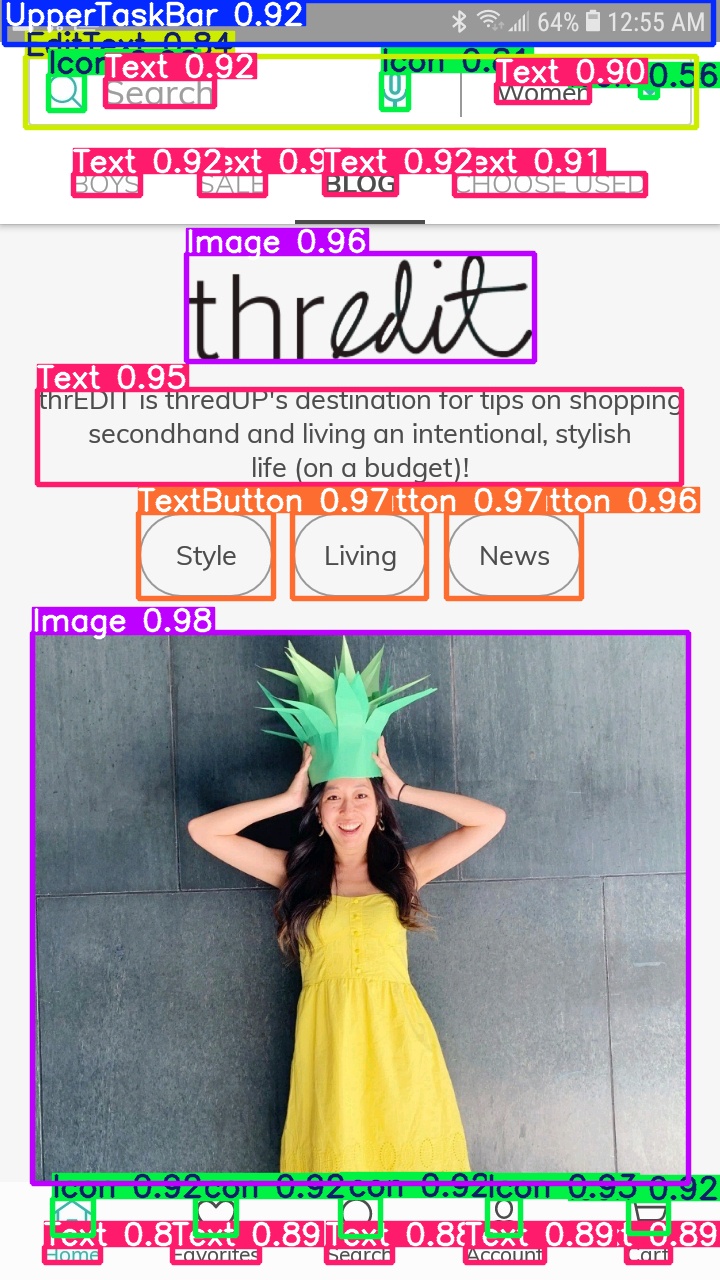 UpperTaskBar 0.92
64% 12:55 AM
EditText 0.84
Icon
Text 0.92
Icon 0.81
Text 0.90
0.56
Search
Women
Text 0.92
ext 0.9
Text 0.92
ext 0.91
BOYS SALE BLOG CHOOSE USED
Image 0.96
thredit
Text 0.95
thrEDIT is thredUP's destination for tips on shopping
secondhand and living an intentional, stylish
life (on a budget)!
TextButton 0.97
tton 0.97
tton 0.96
Style Living News
Image 0.98
Icon 0.92
con 0.92
con 0.92
Icon 0.93
0.92
Text 0.8
Text 0.89
Text 0.88
Text 0.89
t 0.89
Home Favorites Search Account Cart